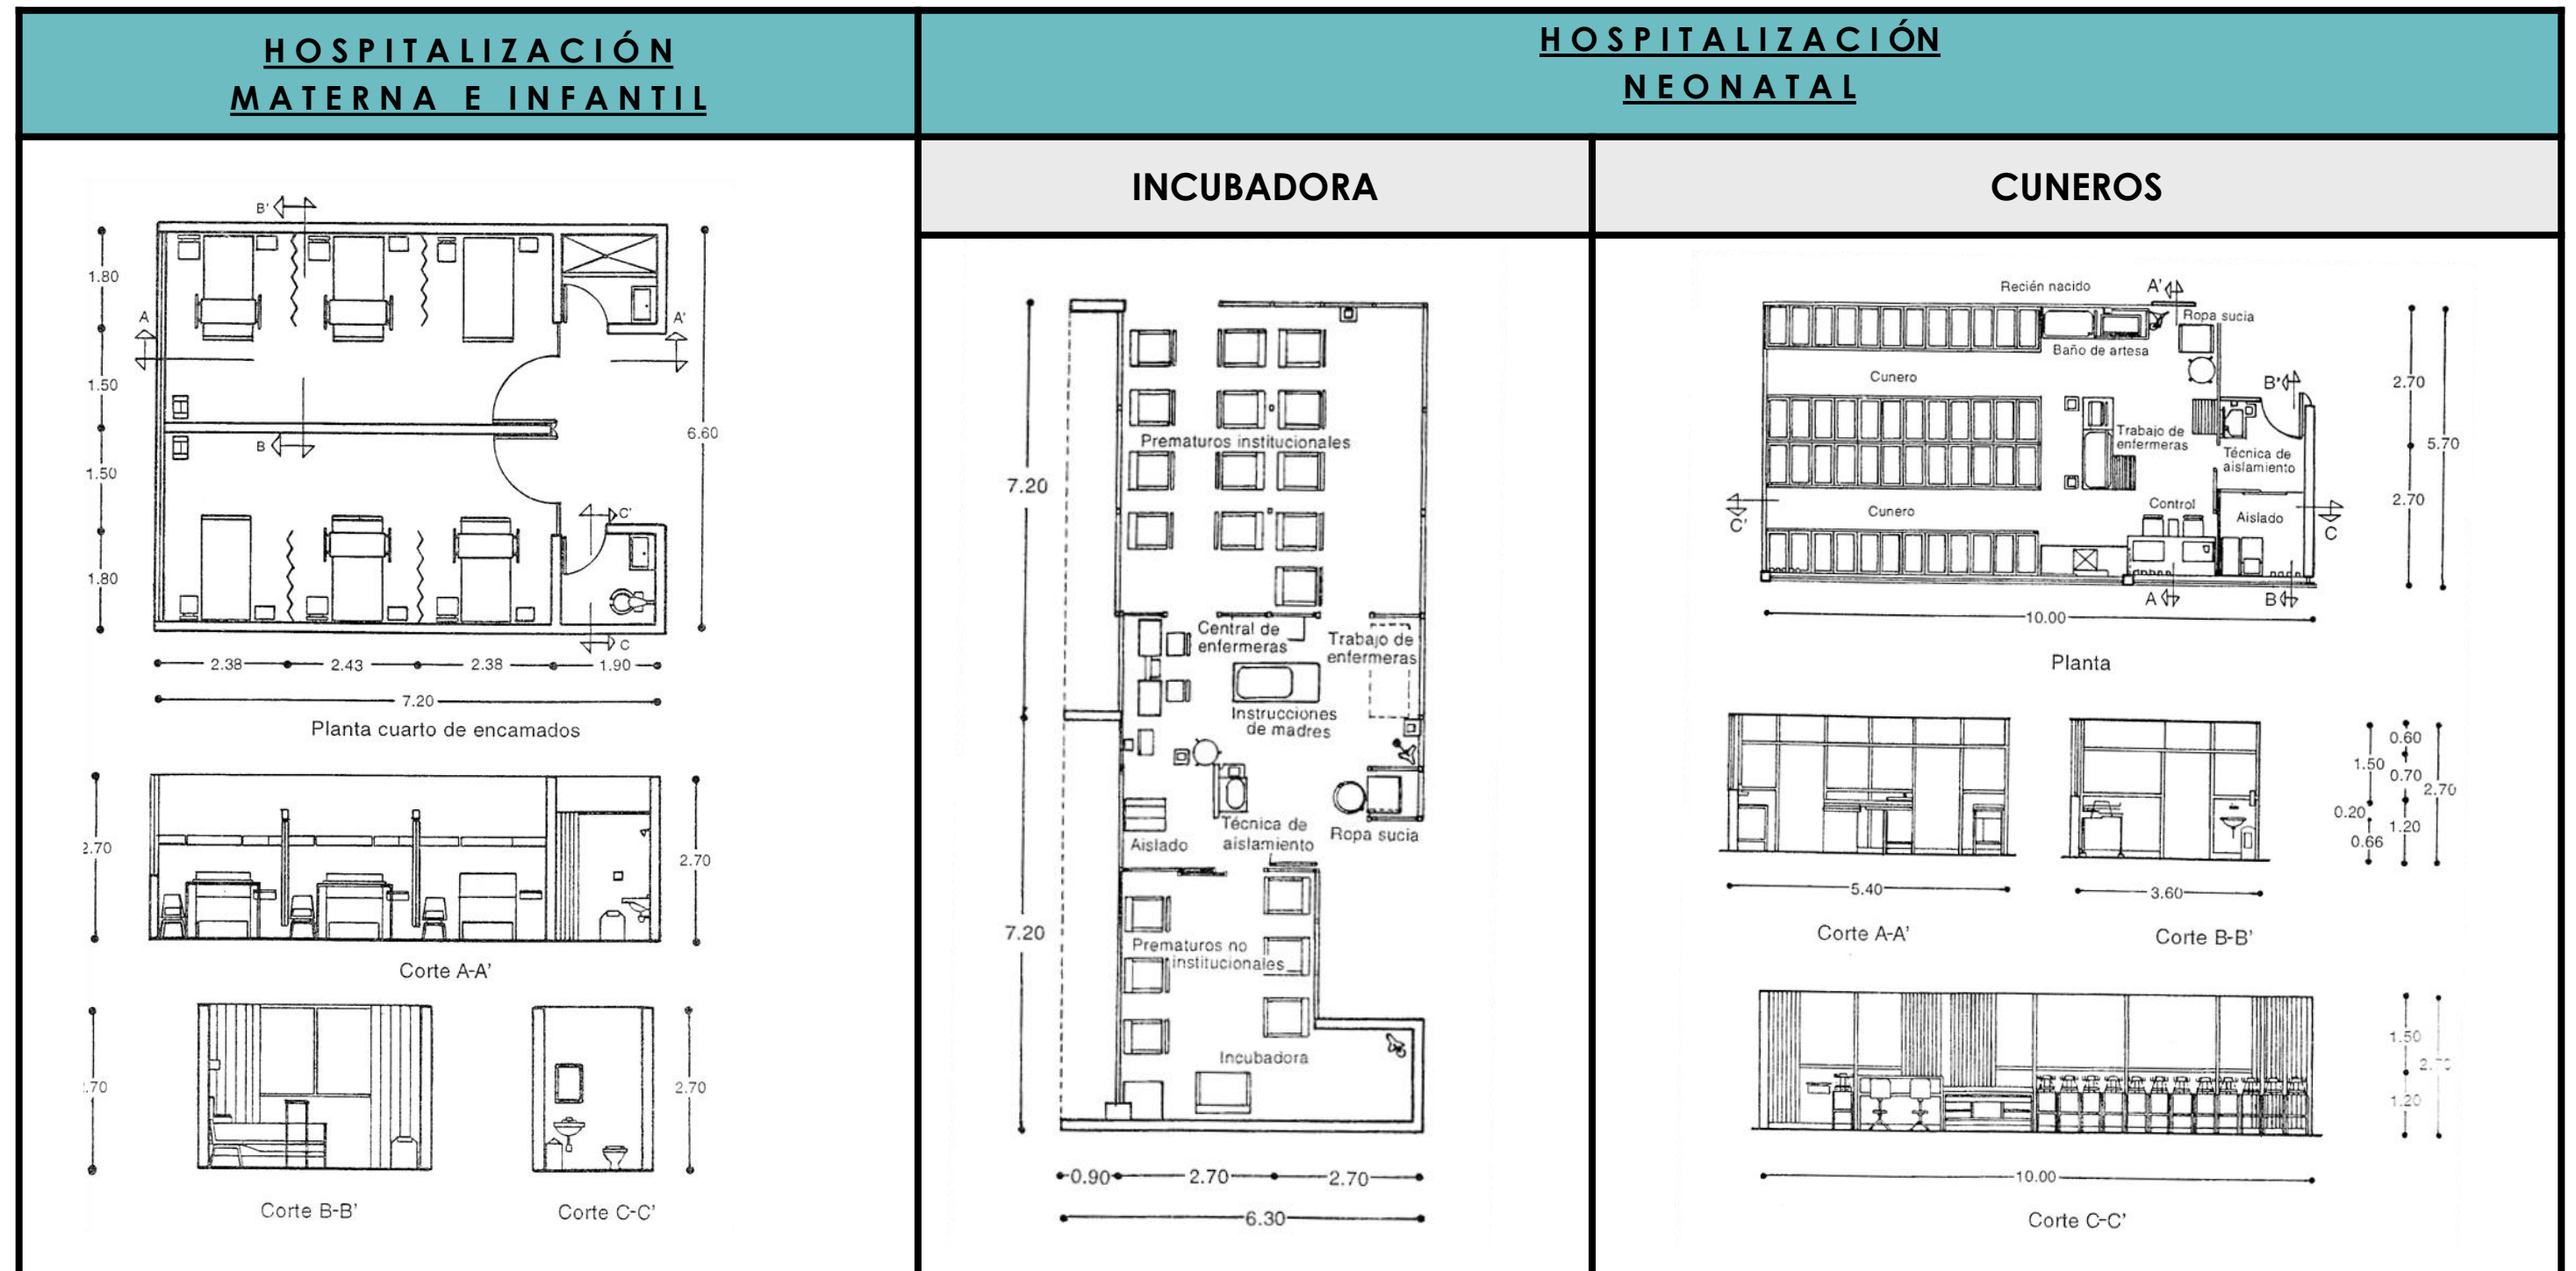 HOSPITALIZACIÓN
MATERNA E INFANTIL
HOSPITALIZACIÓN
NEONATAL
INCUBADORA
CUNEROS
B'
A
A'
B
C'
C
1.80
1.50
1.50
1.80
6.60
2.38
2.43
2.38
1.90
7.20
Planta cuarto de encamados
2.70
2.70
Corte A-A'
.70
2.70
Corte B-B'
Corte C-C'
7.20
7.20
Prematuros institucionales
Central de
enfermeras
Trabajo de
enfermeras
Instrucciones
de madres
Aislado
Técnica de
aislamiento
Ropa sucia
Prematuros no
institucionales
Incubadora
0.90
2.70
2.70
6.30
Recién nacido
A'
Ropa sucia
Baño de artesa
Cunero
B'
Trabajo de
enfermeras
Técnica de
aislamiento
Control
Cunero
Aislado
C'
C
A
B
2.70
5.70
2.70
10.00
Planta
0.60
1.50
0.70
2.70
0.20
1.20
0.66
5.40
3.60
Corte A-A'
Corte B-B'
1.50
1.20
10.00
Corte C-C'